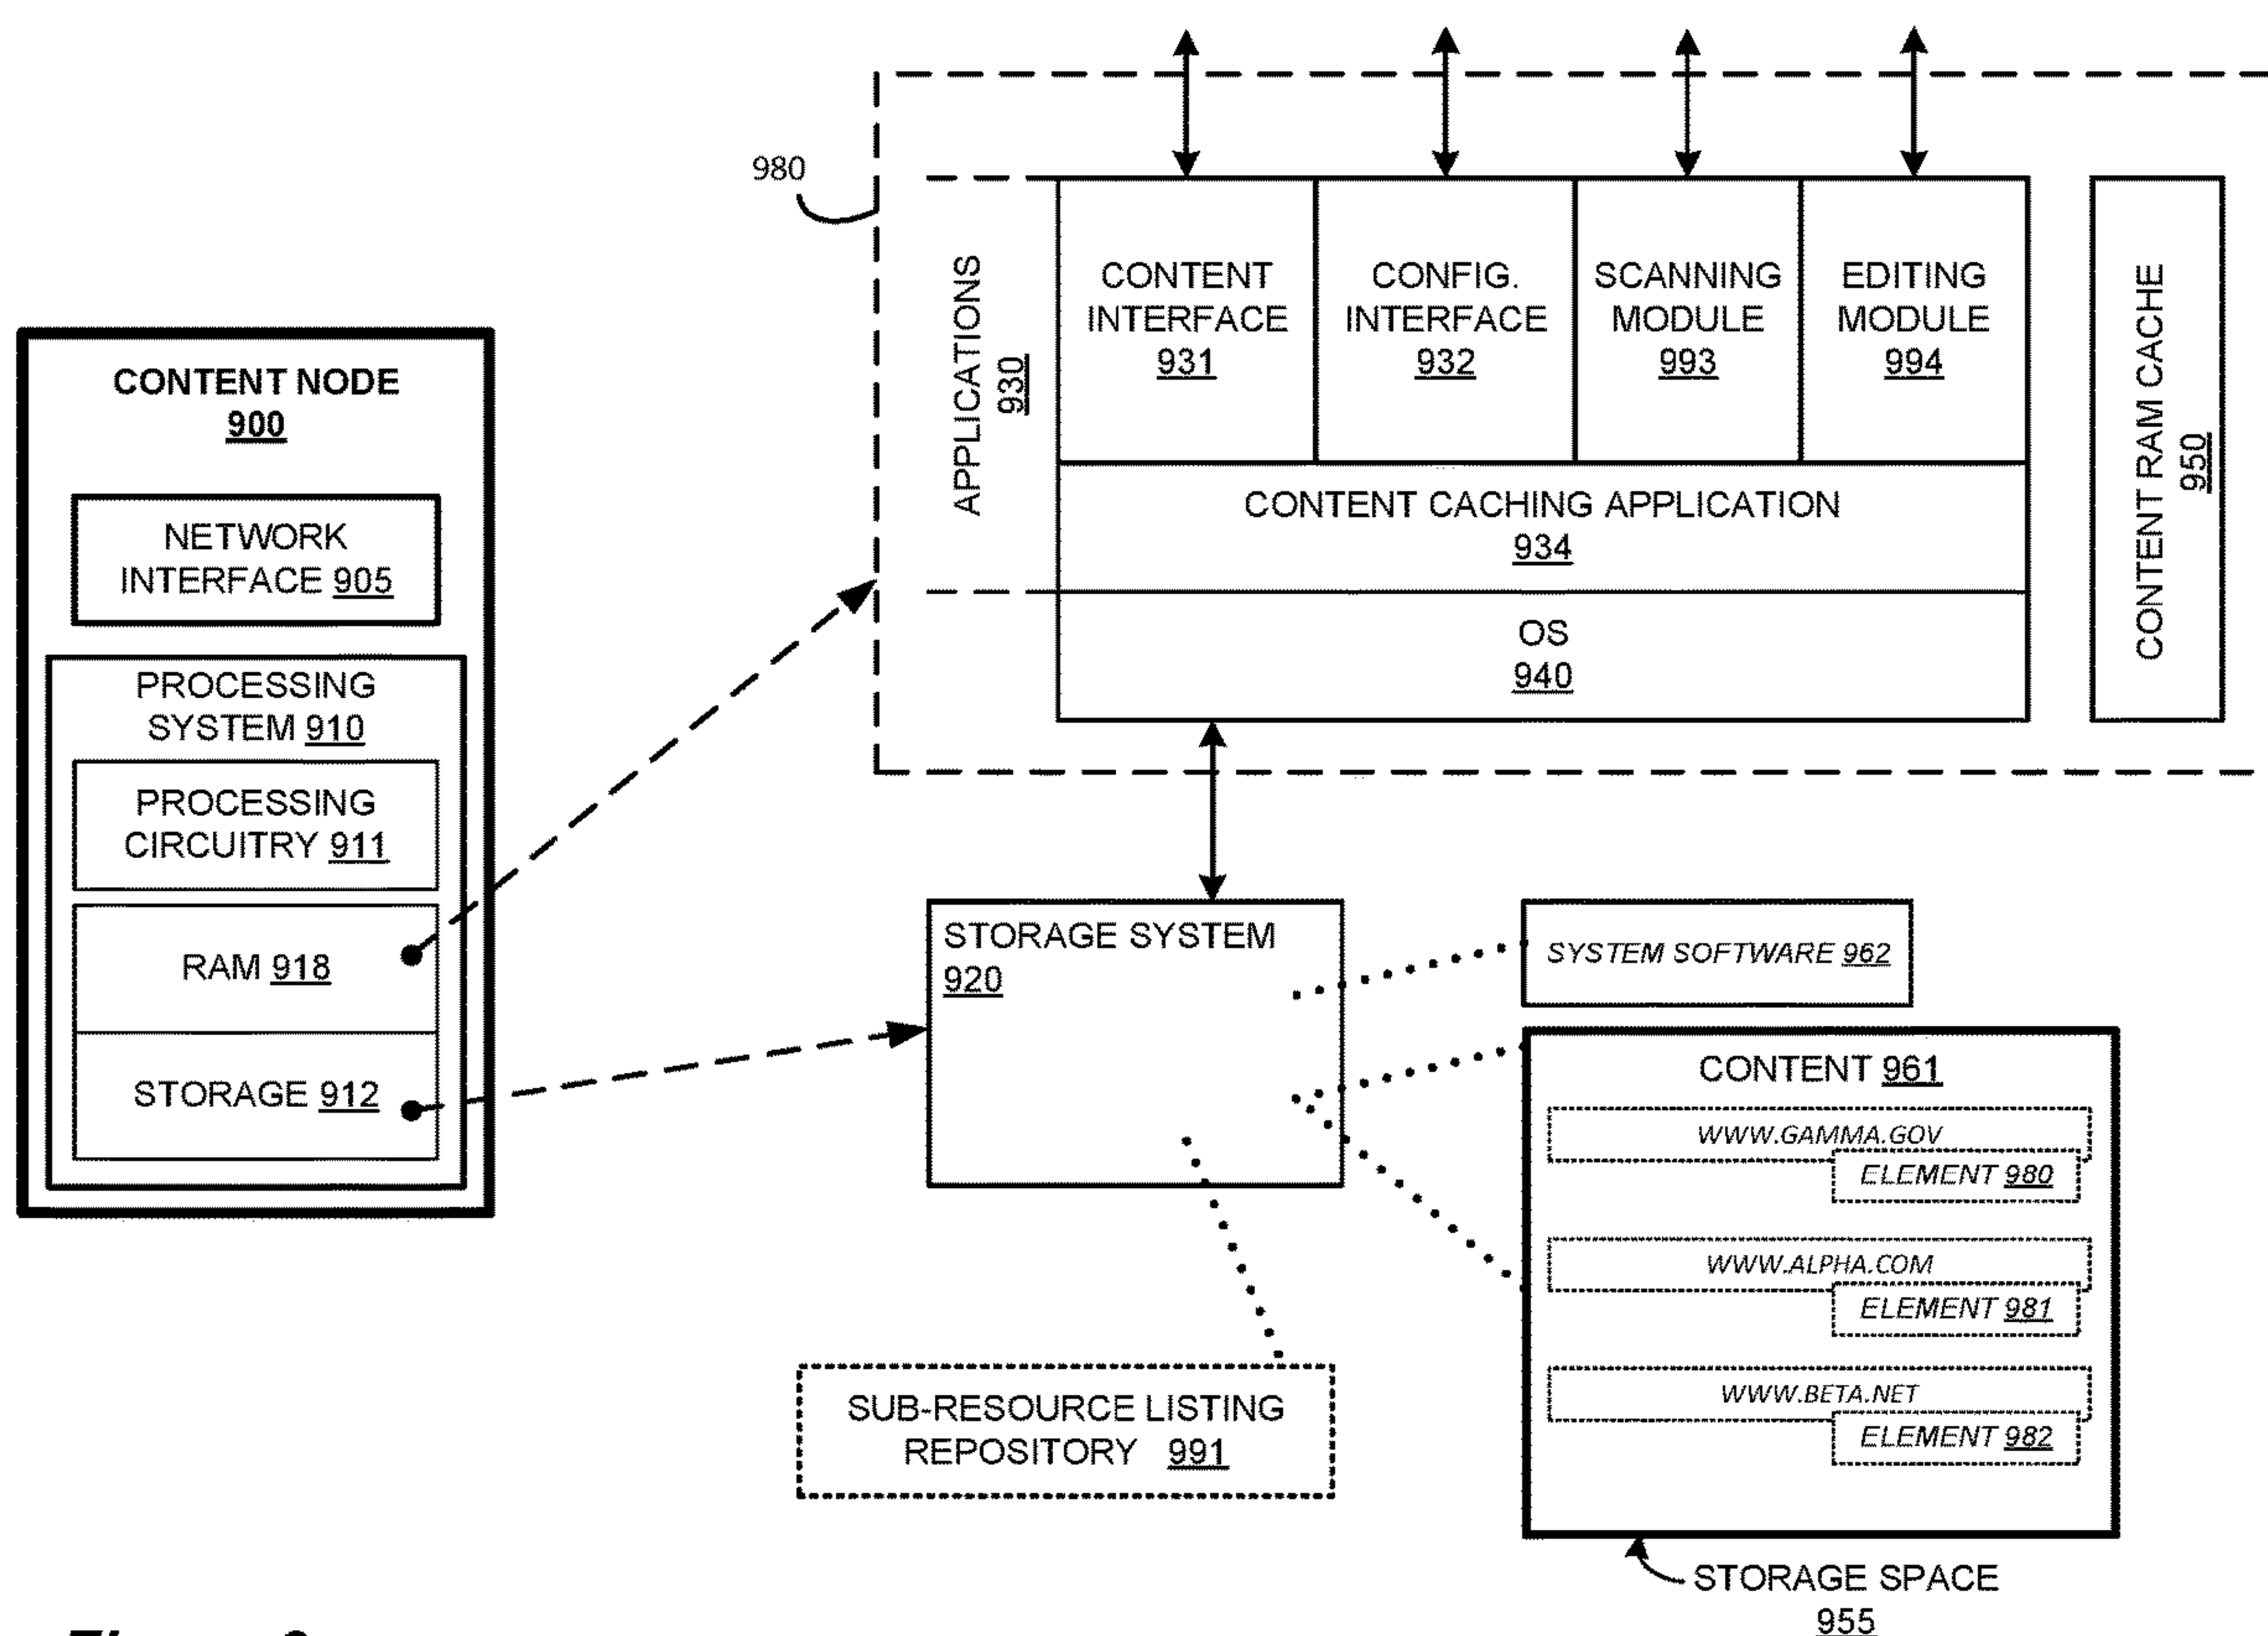 CONTENT NODE
900
NETWORK
INTERFACE 905
PROCESSING
SYSTEM 910
PROCESSING
CIRCUITRY 911
RAM 918
STORAGE 912
980
APPLICATIONS
930
CONTENT
INTERFACE
931
CONFIG.
INTERFACE
932
SCANNING
MODULE
993
EDITING
MODULE
994
CONTENT CACHING APPLICATION
934
OS
940
CONTENT RAM CACHE
950
STORAGE SYSTEM
920
SYSTEM SOFTWARE 962
CONTENT 961
WWW.GAMMA.GOV
ELEMENT 980
WWW.ALPHA.COM
ELEMENT 981
WWW.BETA.NET
ELEMENT 982
SUB-RESOURCE LISTING
REPOSITORY 991
STORAGE SPACE
955